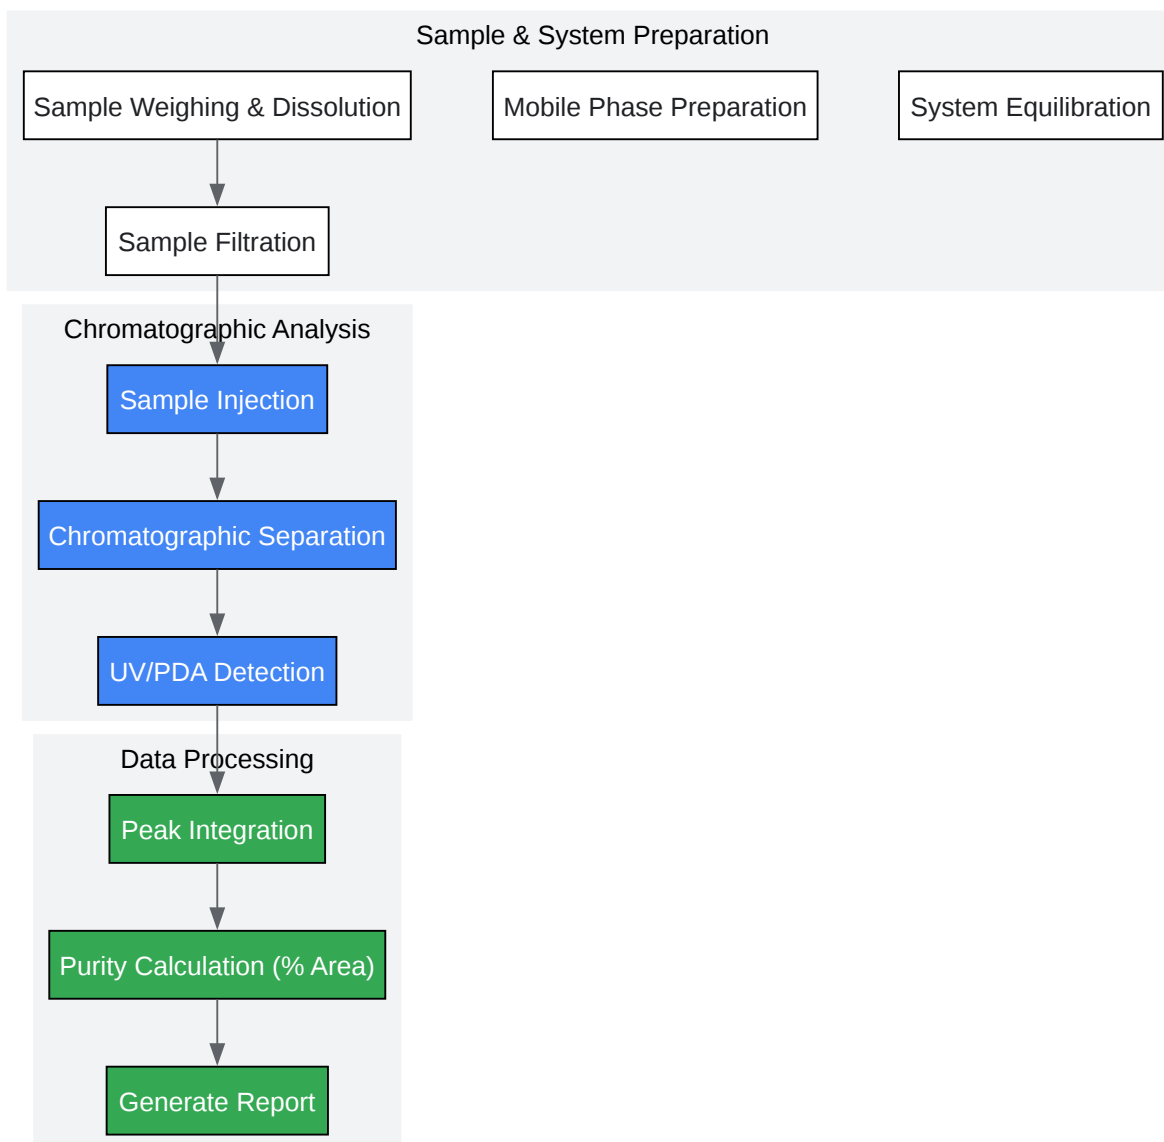 Sample & System Preparation
Sample Weighing & Dissolution
Mobile Phase Preparation
System Equilibration
Sample Filtration
Chromatographic Analysis
Sample Injection
Chromatographic Separation
UV/PDA Detection
Data Processing
Peak Integration
Purity Calculation (% Area)
Generate Report